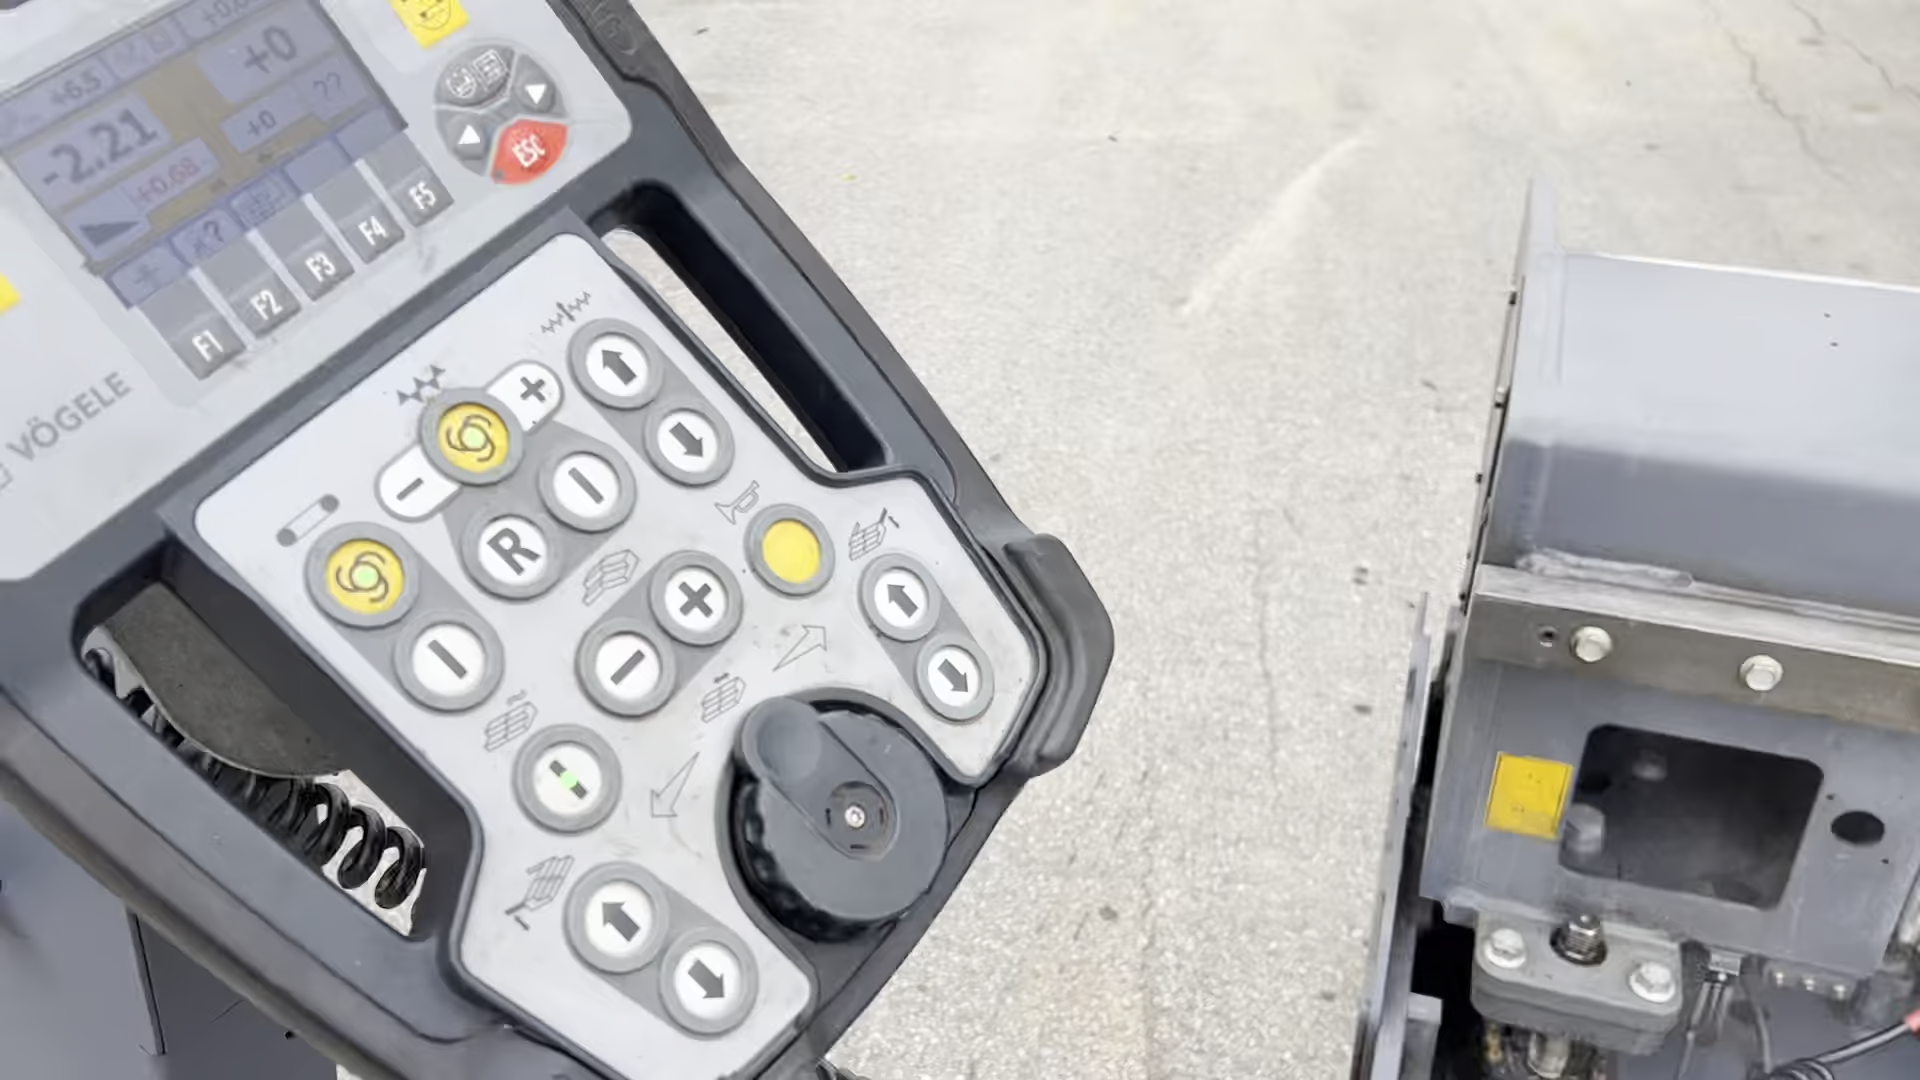 +6.5
+0
-2.21
+0
??
+0.68
?
F1
F2
F3
F4
F5
ESC
VÖGELE
+
-
R
+
-